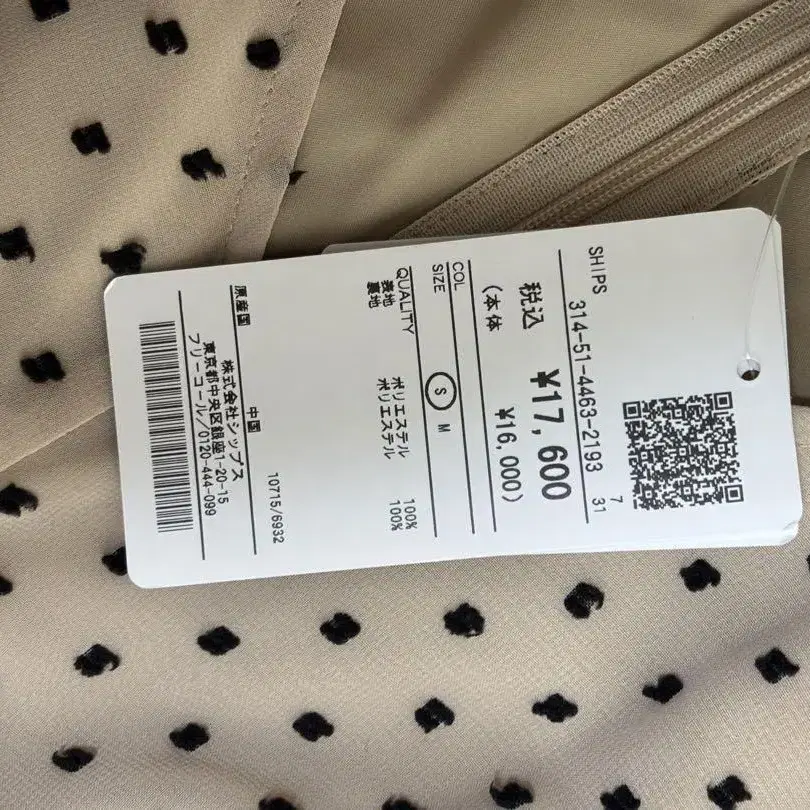 SHIPS
314-51-4463-2193
7
31
税込 ¥17,600
(本体 ¥16,000)
COL
SIZE Ⓢ M
QUALITY
表地 ポリエステル 100%
裏地 ポリエステル 100%
10715/6932
原産国 中国
株式会社シップス
東京都中央区銀座1-20-15
フリーコール/0120-444-099